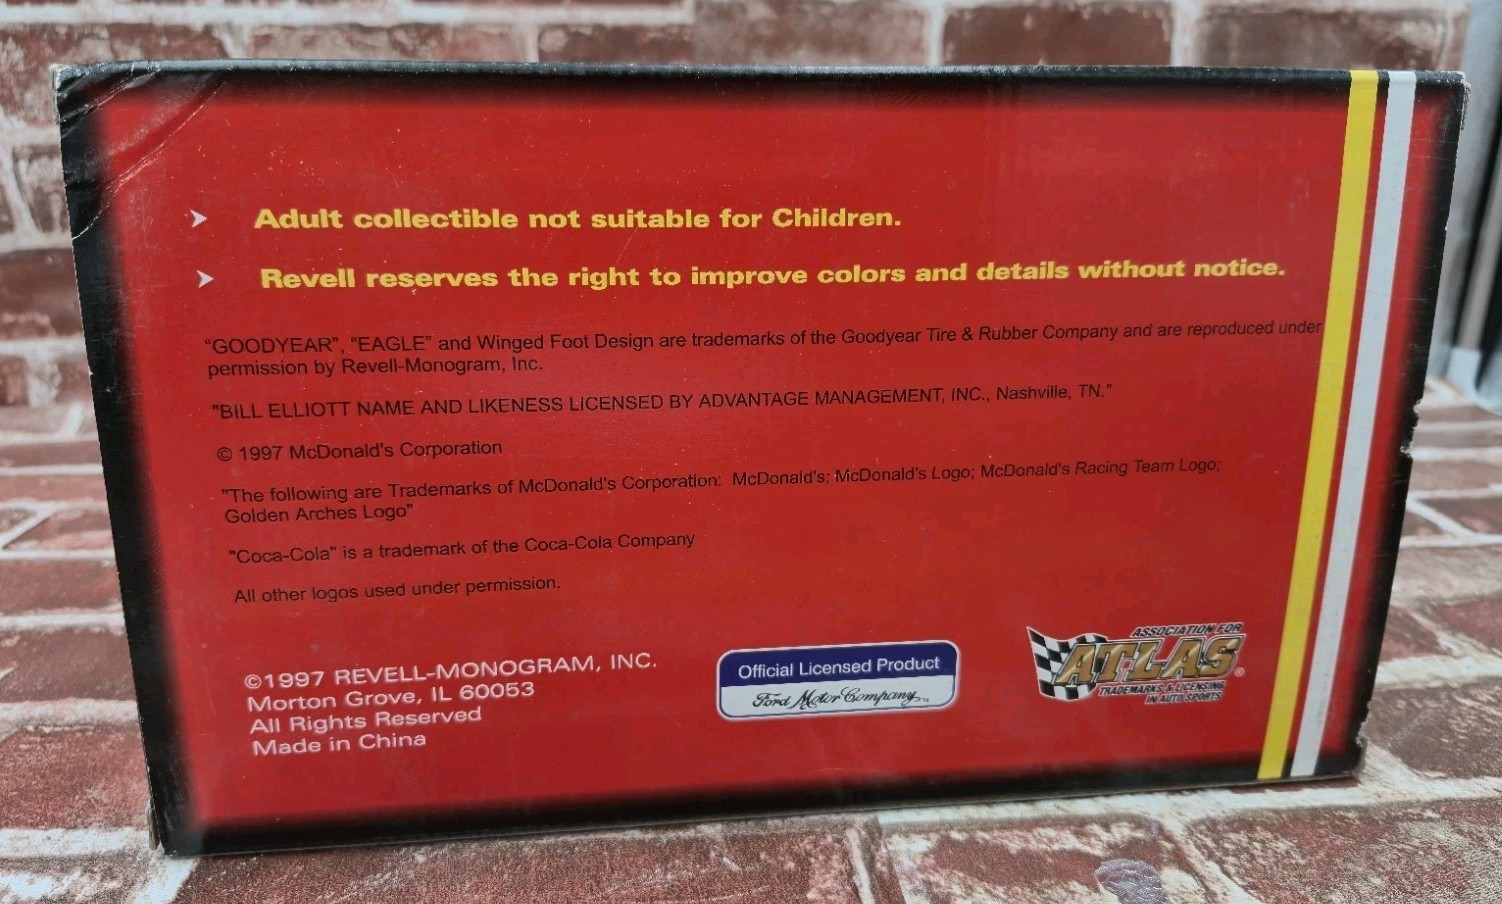 Adult collectible not suitable for Children.
Revell reserves the right to improve colors and details without notice.
"GOODYEAR", "EAGLE" and Winged Foot Design are trademarks of the Goodyear Tire & Rubber Company and are reproduced under
permission by Revell-Monogram, Inc.
"BILL ELLIOTT NAME AND LIKENESS LICENSED BY ADVANTAGE MANAGEMENT, INC., Nashville, TN."
© 1997 McDonald's Corporation
"The following are Trademarks of McDonald's Corporation: McDonald's; McDonald's Logo; McDonald's Racing Team Logo;
Golden Arches Logo"
"Coca-Cola" is a trademark of the Coca-Cola Company
All other logos used under permission.
©1997 REVELL-MONOGRAM, INC.
Morton Grove, IL 60053
All Rights Reserved
Made in China
Official Licensed Product
Ford Motor Company™
ASSOCIATION FOR
ATLAS®
TRADEMARKS & LICENSING
IN AUTO SPORTS